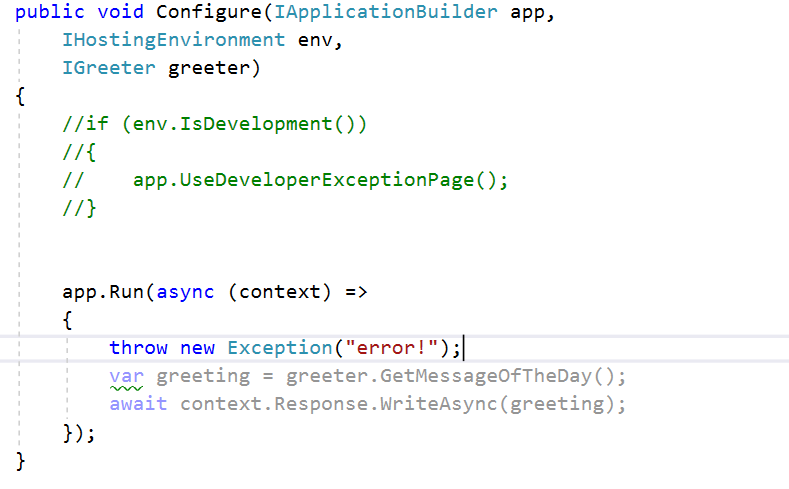 public void Configure(IApplicationBuilder app,
    IHostingEnvironment env,
    IGreeter greeter)
{
    //if (env.IsDevelopment())
    //{
    //    app.UseDeveloperExceptionPage();
    //}
    app.Run(async (context) =>
    {
        throw new Exception("error!");
        var greeting = greeter.GetMessageOfTheDay();
        await context.Response.WriteAsync(greeting);
    });
}